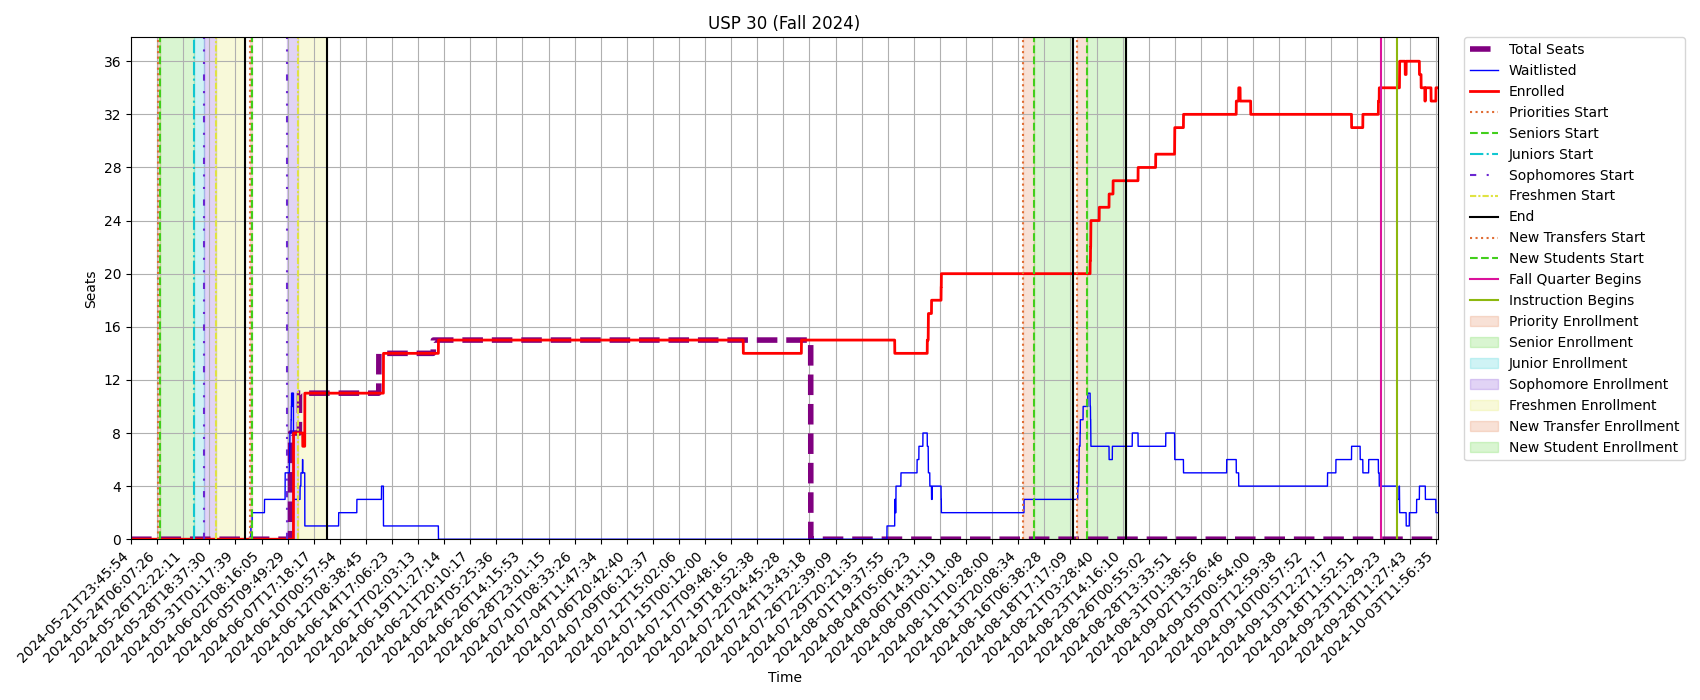 USP 30 (Fall 2024)
Seats
36
32
28
24
20
16
12
8
4
0
2024-05-21T23:45:54
2024-05-24T06:07:26
2024-05-26T12:22:11
2024-05-28T18:37:30
2024-05-31T01:17:39
2024-06-02T08:16:05
2024-06-05T09:49:29
2024-06-07T17:18:17
2024-06-10T00:57:54
2024-06-12T08:38:45
2024-06-14T17:06:23
2024-06-17T02:03:13
2024-06-19T11:27:14
2024-06-21T20:10:17
2024-06-24T05:25:36
2024-06-26T14:15:53
2024-06-28T23:01:15
2024-07-01T08:33:26
2024-07-04T11:47:34
2024-07-06T20:42:40
2024-07-09T06:12:37
2024-07-12T15:02:06
2024-07-15T00:12:00
2024-07-17T09:48:16
2024-07-19T18:52:38
2024-07-22T04:45:28
2024-07-24T13:43:18
2024-07-26T22:39:09
2024-07-29T20:21:35
2024-08-01T19:37:55
2024-08-04T05:06:23
2024-08-06T14:31:19
2024-08-09T00:11:08
2024-08-11T10:28:00
2024-08-13T20:08:34
2024-08-16T06:38:28
2024-08-18T17:17:09
2024-08-21T03:28:40
2024-08-23T14:16:10
2024-08-26T00:55:02
2024-08-28T13:33:51
2024-08-31T01:38:56
2024-09-02T13:26:46
2024-09-05T00:54:00
2024-09-07T12:59:38
2024-09-10T00:57:52
2024-09-13T12:27:17
2024-09-18T11:52:51
2024-09-23T11:29:23
2024-09-28T11:27:43
2024-10-03T11:56:35
Time
Total Seats
Waitlisted
Enrolled
Priorities Start
Seniors Start
Juniors Start
Sophomores Start
Freshmen Start
End
New Transfers Start
New Students Start
Fall Quarter Begins
Instruction Begins
Priority Enrollment
Senior Enrollment
Junior Enrollment
Sophomore Enrollment
Freshmen Enrollment
New Transfer Enrollment
New Student Enrollment